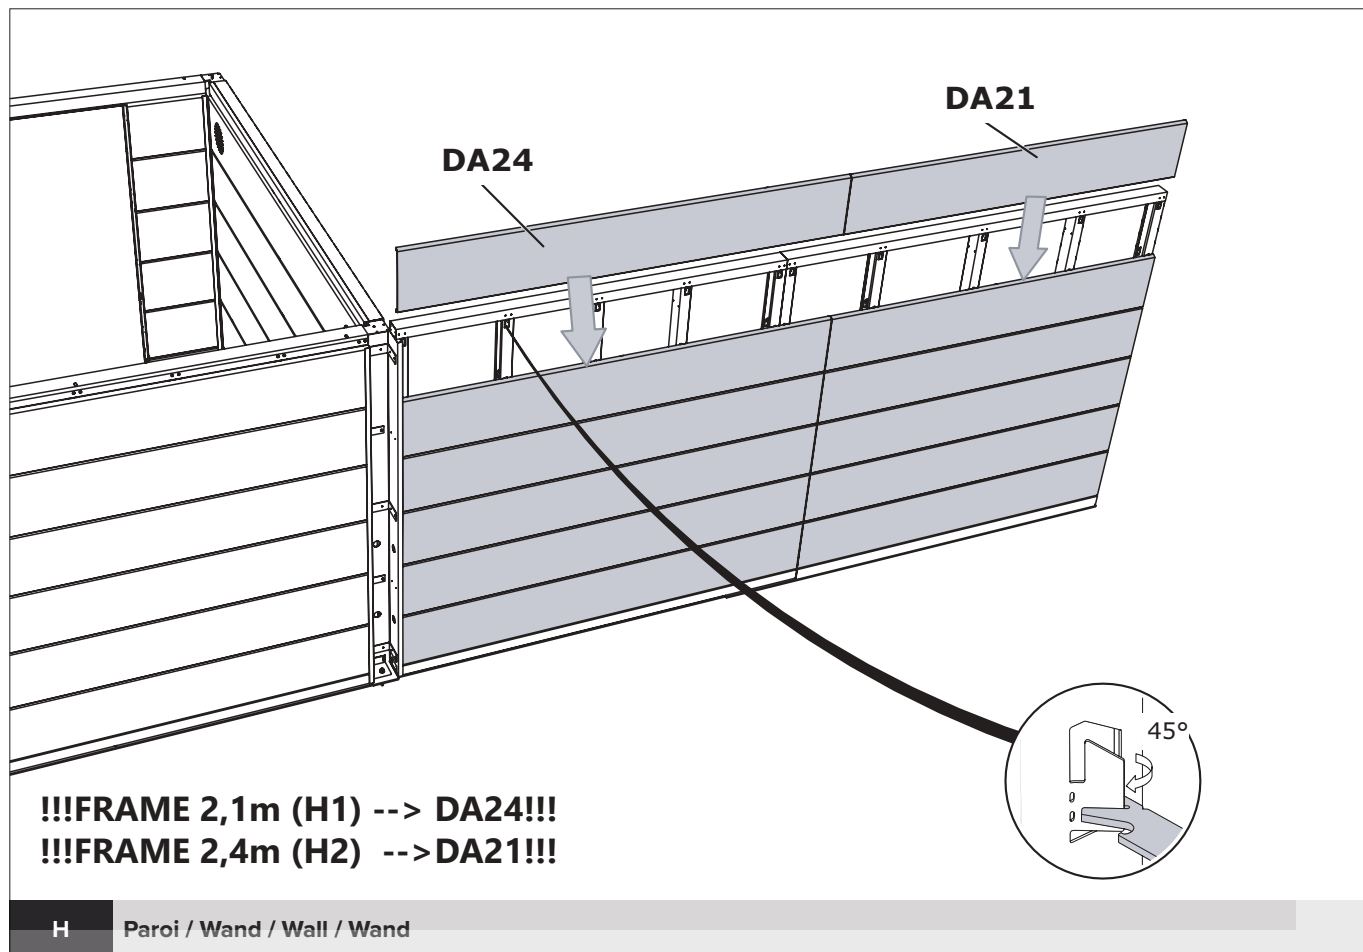 DA21
DA24
45°
!!!FRAME 2,1m (H1) --> DA24!!!
!!!FRAME 2,4m (H2) -->DA21!!!
H Paroi / Wand / Wall / Wand